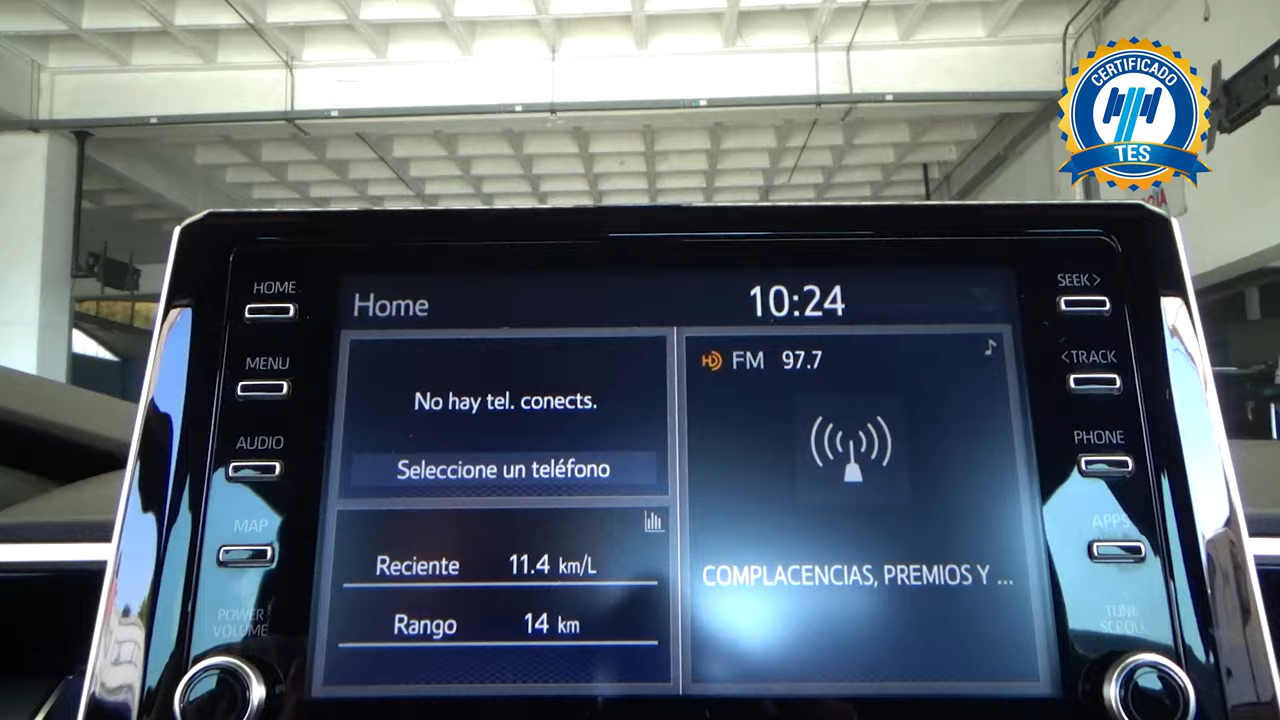 CERTIFICADO
TES
HOME
MENU
AUDIO
MAP
POWER
VOLUME
Home
10:24
No hay tel. conects.
Seleccione un teléfono
Reciente 11.4 km/L
Rango 14 km
FM 97.7
COMPLACENCIAS, PREMIOS Y ...
SEEK >
< TRACK
PHONE
APPS
TUNE
SCROLL